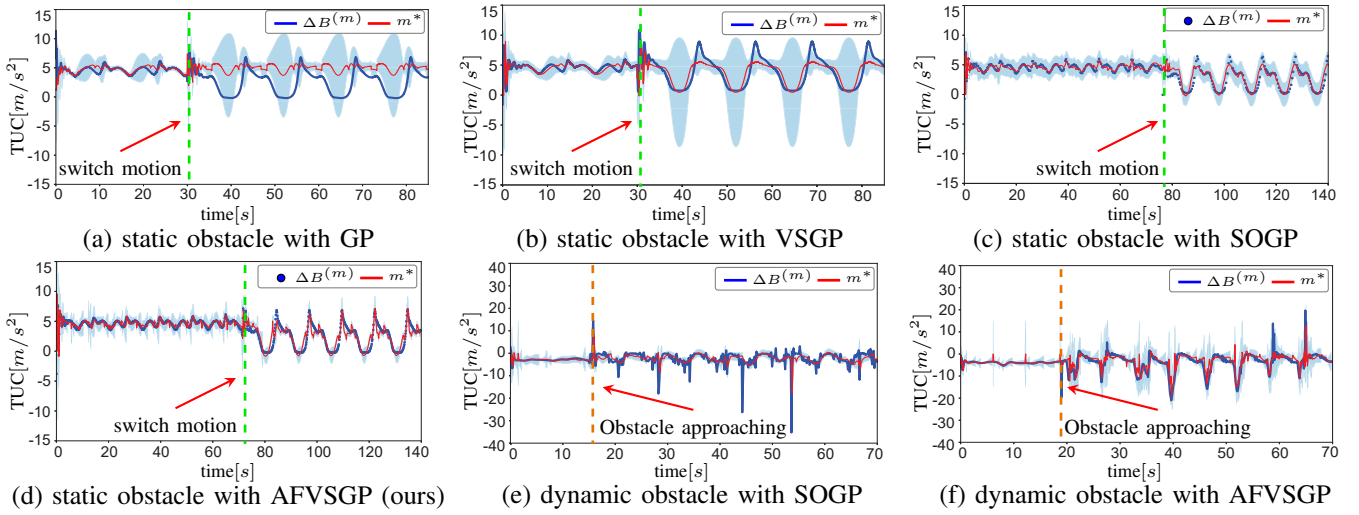 TUC[m/s²]
15
10
5
0
-5
-10
-15
ΔB⁽ᵐ⁾ m*
switch motion
0 10 20 30 40 50 60 70 80
time[s]
(a) static obstacle with GP
TUC[m/s²]
15
10
5
0
-5
-10
-15
ΔB⁽ᵐ⁾ m*
switch motion
0 10 20 30 40 50 60 70 80
time[s]
(b) static obstacle with VSGP
TUC[m/s²]
15
10
5
0
-5
-10
-15
ΔB⁽ᵐ⁾ m*
switch motion
0 20 40 60 80 100 120 140
time[s]
(c) static obstacle with SOGP
TUC[m/s²]
15
10
5
0
-5
-10
15
ΔB⁽ᵐ⁾ m*
switch motion
0 20 40 60 80 100 120 140
time[s]
(d) static obstacle with AFVSGP (ours)
TUC[m/s²]
40
30
20
10
0
-10
-20
-30
-40
ΔB⁽ᵐ⁾ m*
Obstacle approaching
0 10 20 30 40 50 60 70
time[s]
(e) dynamic obstacle with SOGP
TUC[m/s²]
40
30
20
10
0
-10
-20
-30
-40
ΔB⁽ᵐ⁾ m*
Obstacle approaching
0 10 20 30 40 50 60 70
time[s]
(f) dynamic obstacle with AFVSGP